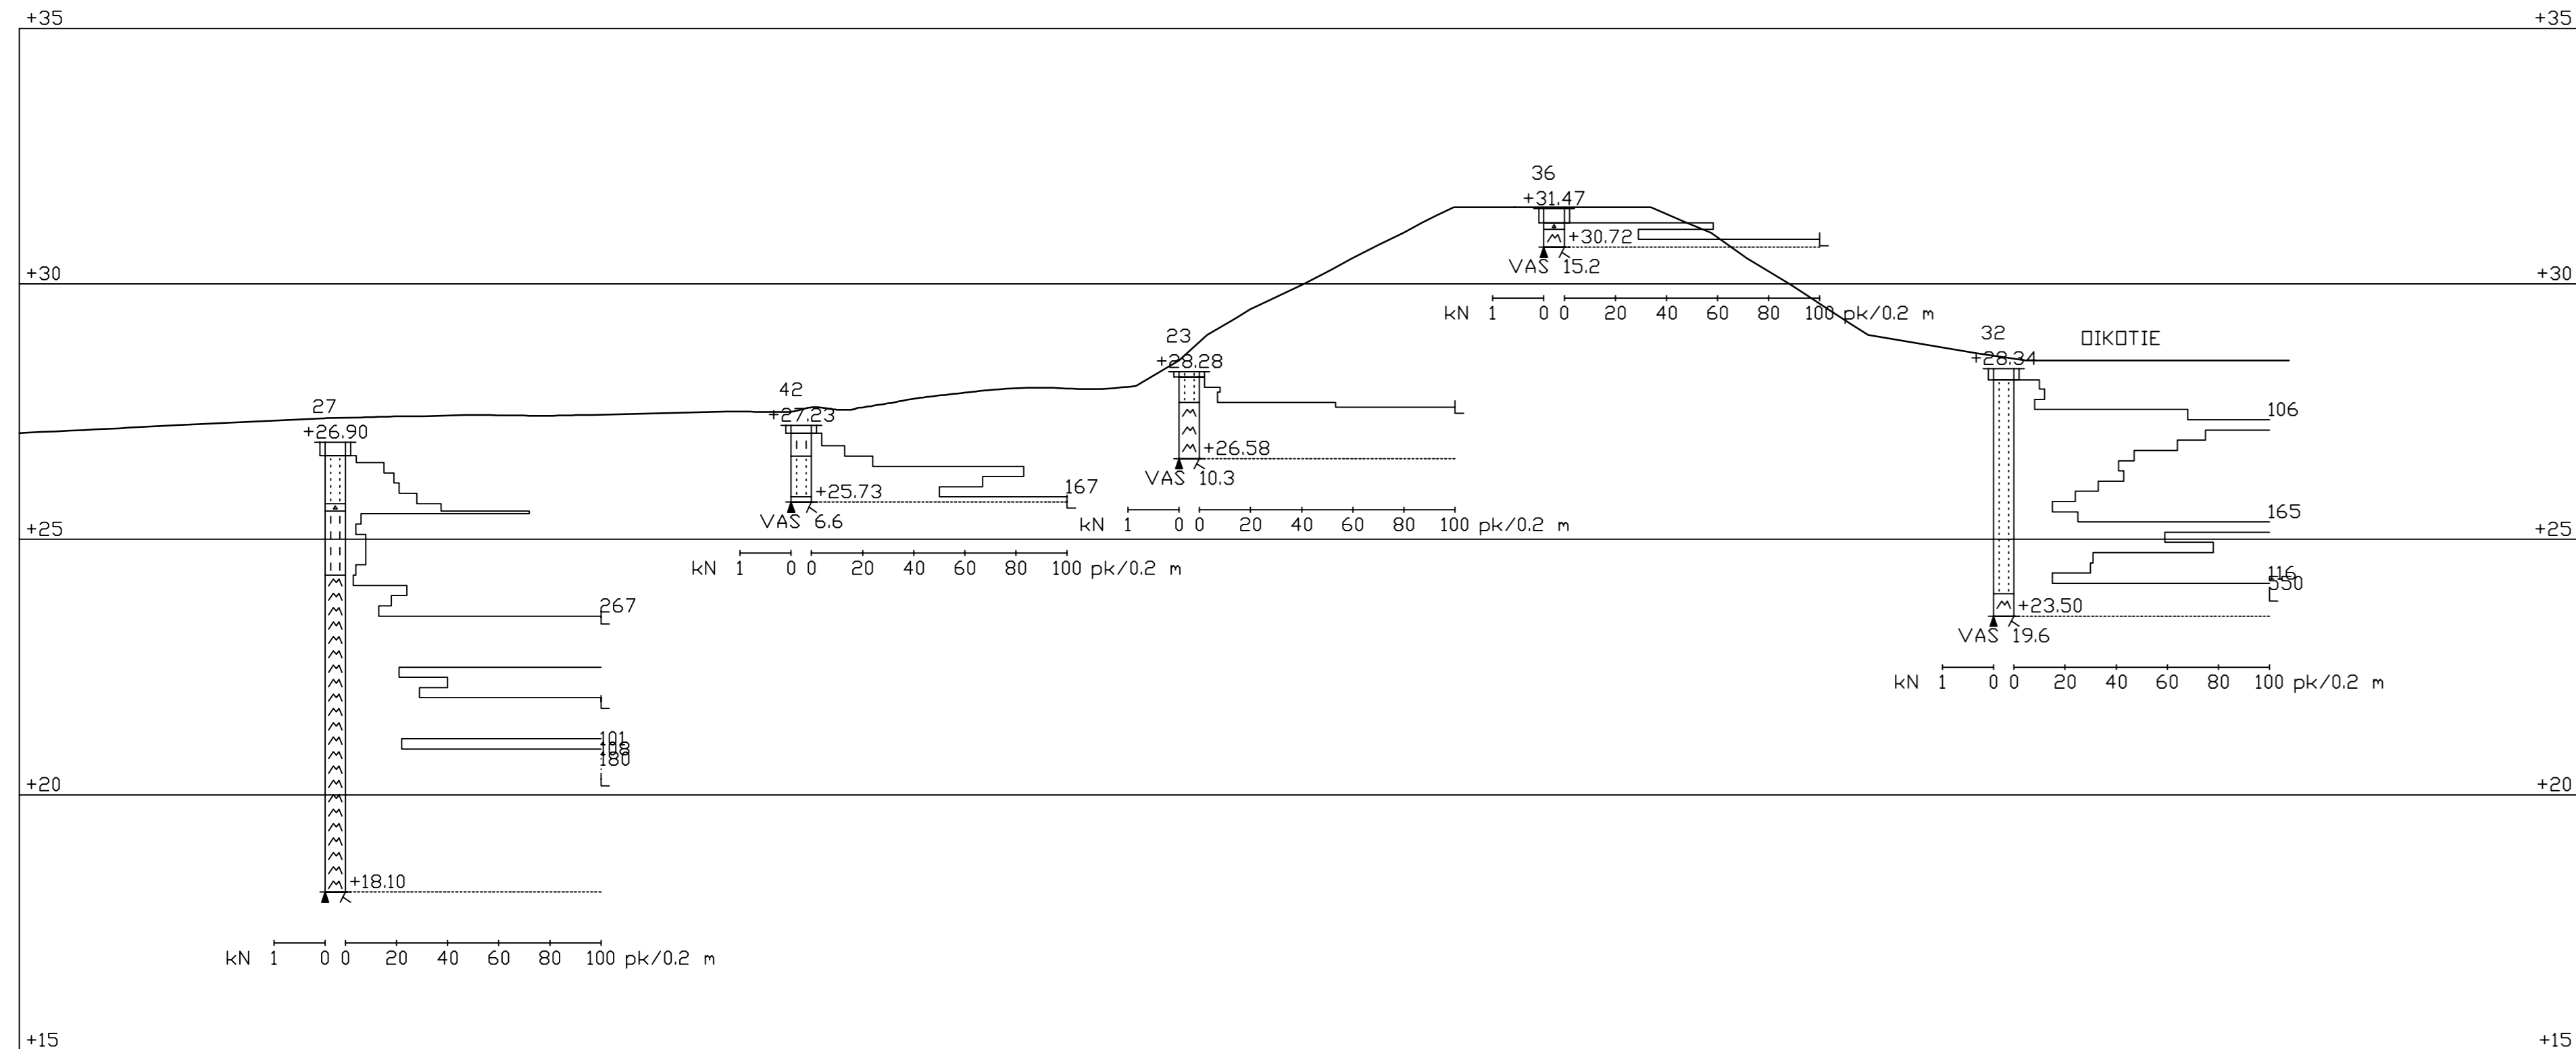 +35 +35
36
+31.47
+30.72
VAS 15.2
+30 +30
kN 1 0 0 20 40 60 80 100 pk/0.2 m
23
+28.28
32
+28.34
OIKOTIE
42
+27.23
27
+26.90
106
+26.58
VAS 10.3
167
+25.73
VAS 6.6
165
kN 1 0 0 20 40 60 80 100 pk/0.2 m
+25 +25
kN 1 0 0 20 40 60 80 100 pk/0.2 m
116
550
267
+23.50
VAS 19.6
kN 1 0 0 20 40 60 80 100 pk/0.2 m
101
108
180
+20 +20
+18.10
kN 1 0 0 20 40 60 80 100 pk/0.2 m
+15 +15